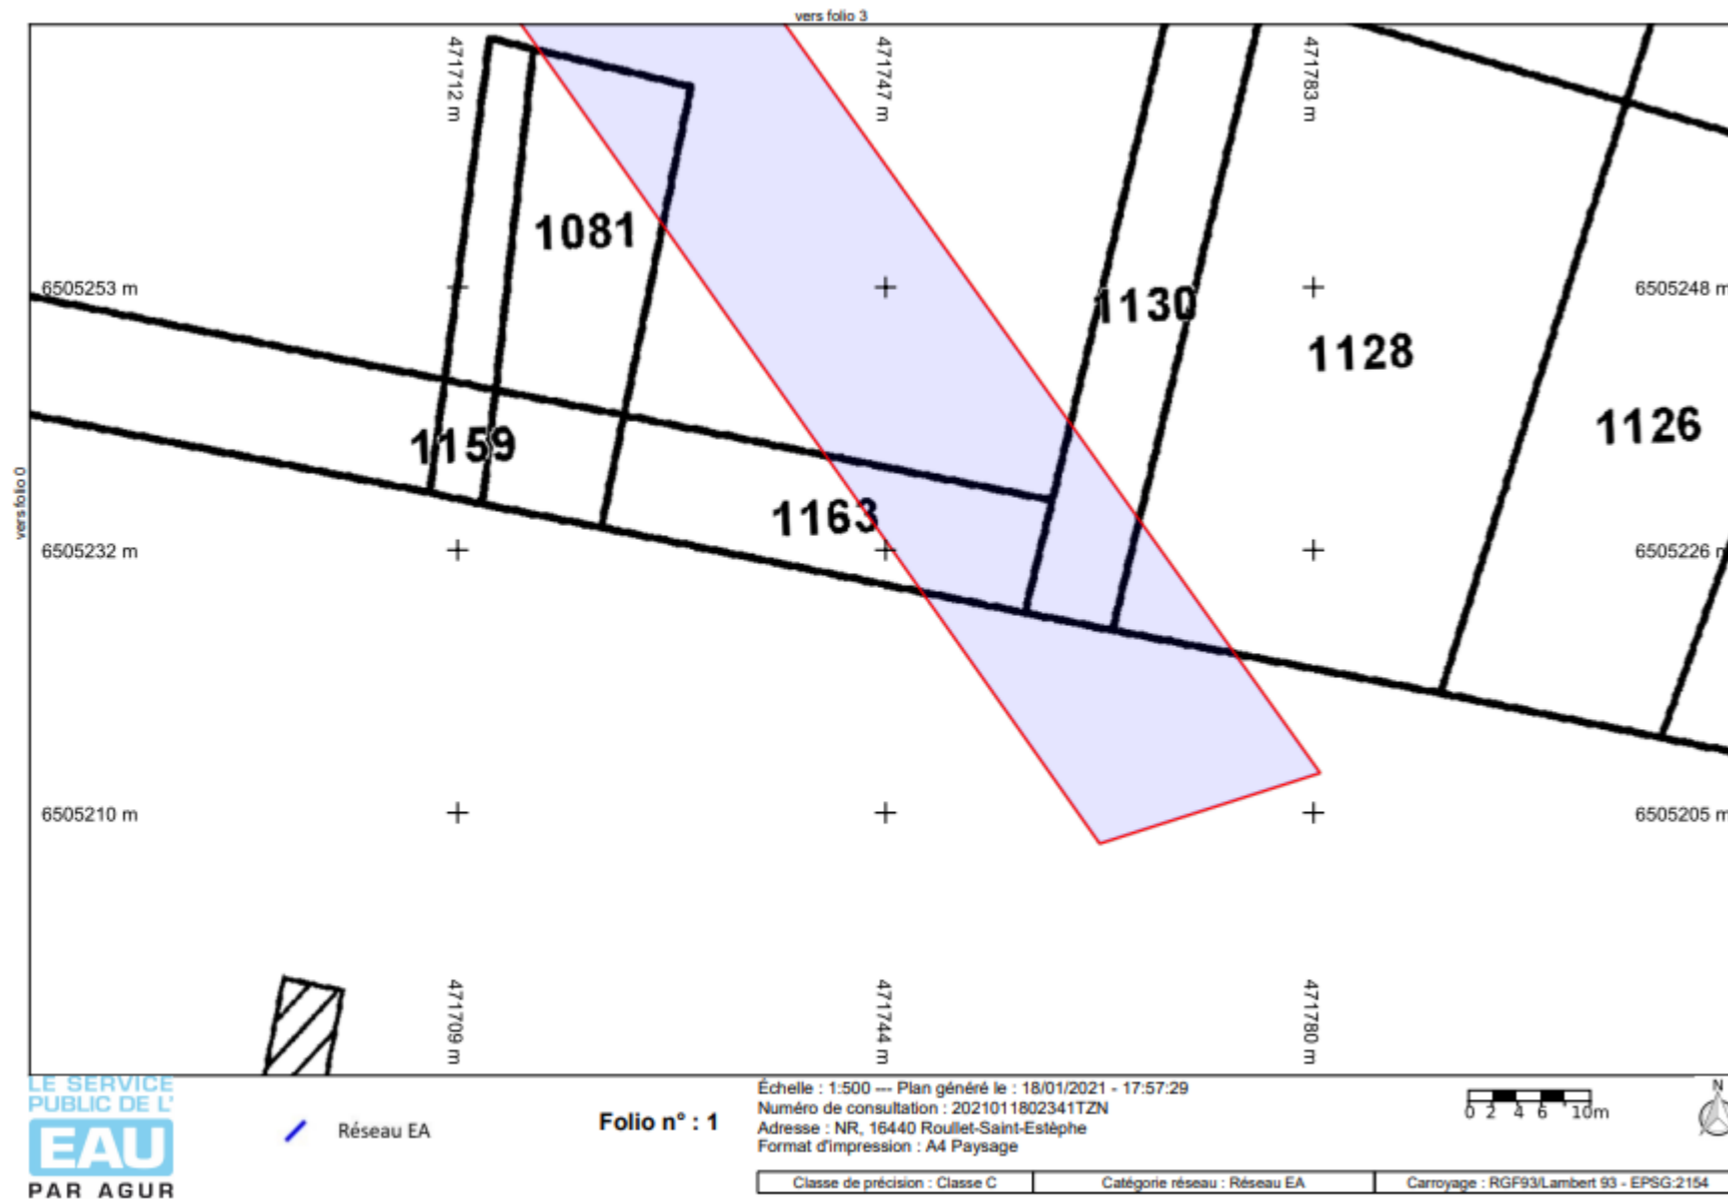 vers folio 3
471712 m
471747 m
471783 m
1081
6505253 m
1130
6505248 m
1128
1126
1159
1163
vers folio 0
6505232 m
6505226 m
6505210 m
6505205 m
471709 m
471744 m
471780 m
LE SERVICE
PUBLIC DE L'
EAU
PAR AGUR
Réseau EA
Folio n° : 1
Échelle : 1:500 --- Plan généré le : 18/01/2021 - 17:57:29
Numéro de consultation : 2021011802341TZN
Adresse : NR, 16440 Roullet-Saint-Estèphe
Format d'impression : A4 Paysage
0 2 4 6 10m
N
Classe de précision : Classe C
Catégorie réseau : Réseau EA
Carroyage : RGF93/Lambert 93 - EPSG:2154